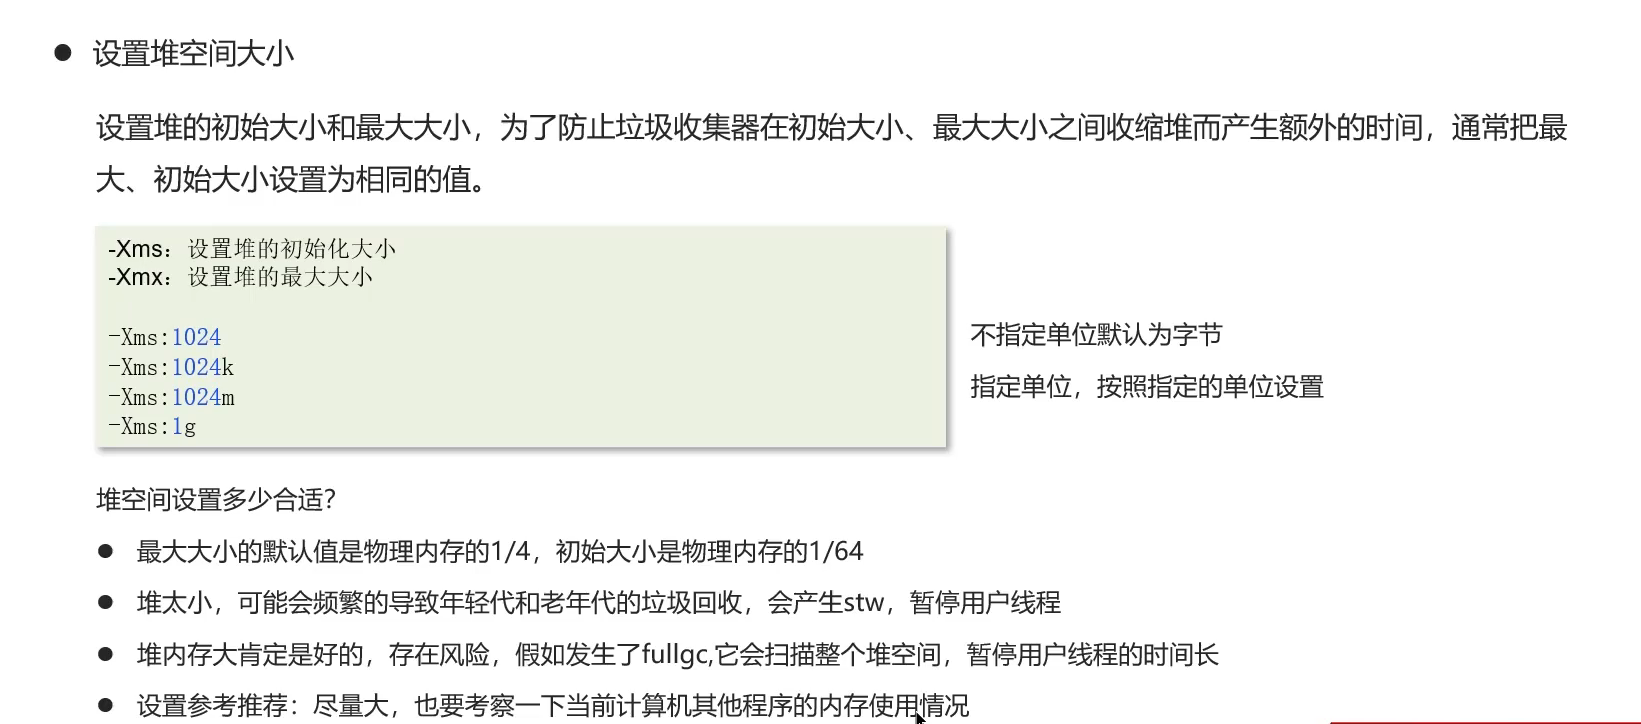 ● 设置堆空间大小
设置堆的初始大小和最大大小，为了防止垃圾收集器在初始大小、最大大小之间收缩堆而产生额外的时间，通常把最
大、初始大小设置为相同的值。
-Xms：设置堆的初始化大小
-Xmx：设置堆的最大大小
-Xms:1024
-Xms:1024k
-Xms:1024m
-Xms:1g
不指定单位默认为字节
指定单位，按照指定的单位设置
堆空间设置多少合适？
● 最大大小的默认值是物理内存的1/4，初始大小是物理内存的1/64
● 堆太小，可能会频繁的导致年轻代和老年代的垃圾回收，会产生stw，暂停用户线程
● 堆内存大肯定是好的，存在风险，假如发生了fullgc,它会扫描整个堆空间，暂停用户线程的时间长
● 设置参考推荐：尽量大，也要考察一下当前计算机其他程序的内存使用情况